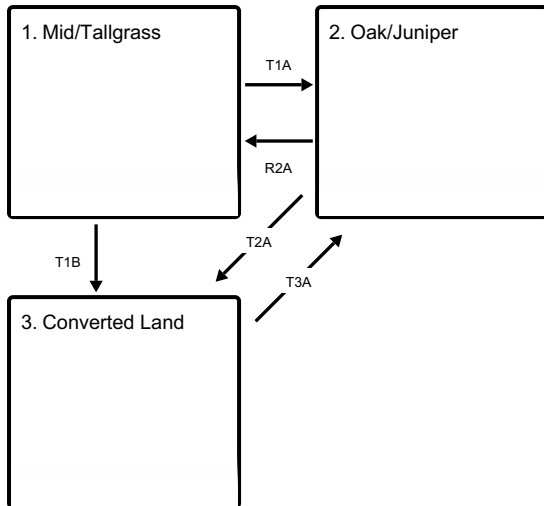 1. Mid/Tallgrass
2. Oak/Juniper
T1A
R2A
T2A
T1B
T3A
3. Converted Land